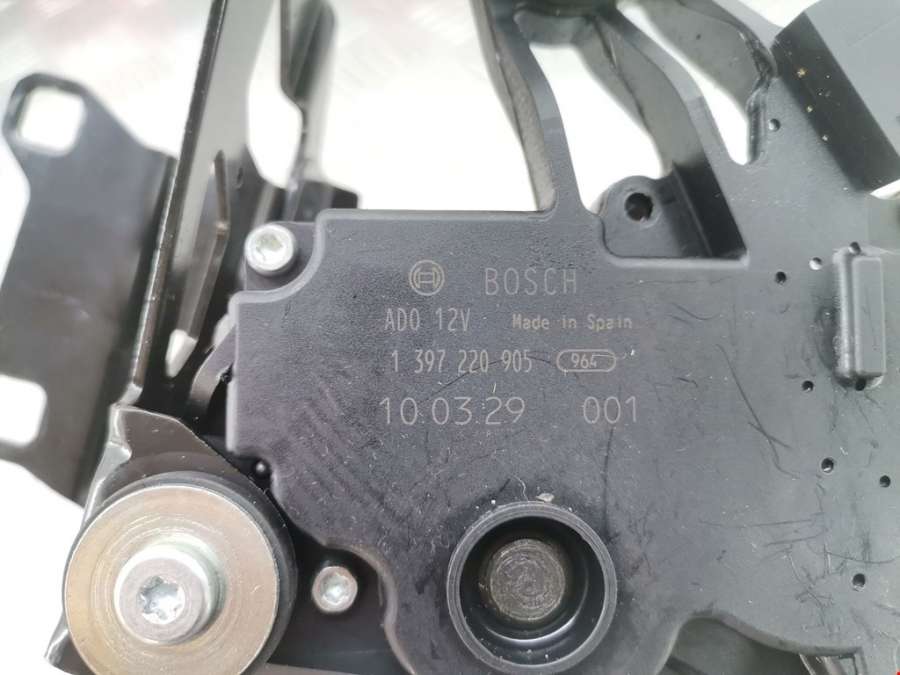 BOSCH
ADO 12V Made in Spain
1 397 220 905 964
10.03.29 001